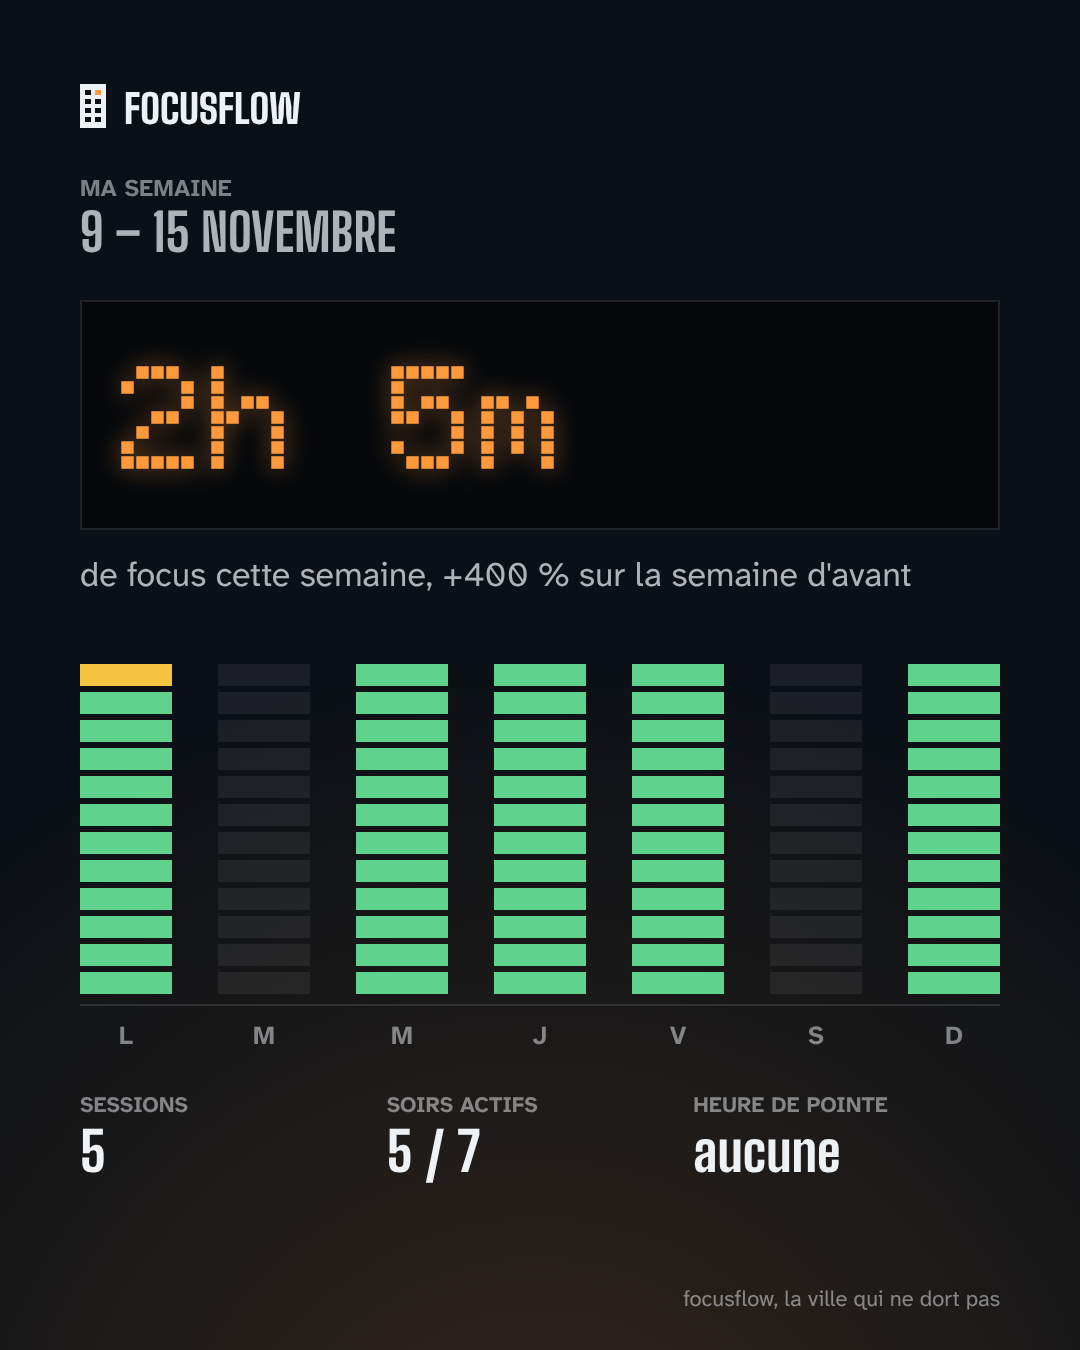 FOCUSFLOW
MA SEMAINE
9 – 15 NOVEMBRE
2h 5m
de focus cette semaine, +400 % sur la semaine d'avant
L M M J V S D
SESSIONS SOIRS ACTIFS HEURE DE POINTE
5 5 / 7 aucune
focusflow, la ville qui ne dort pas